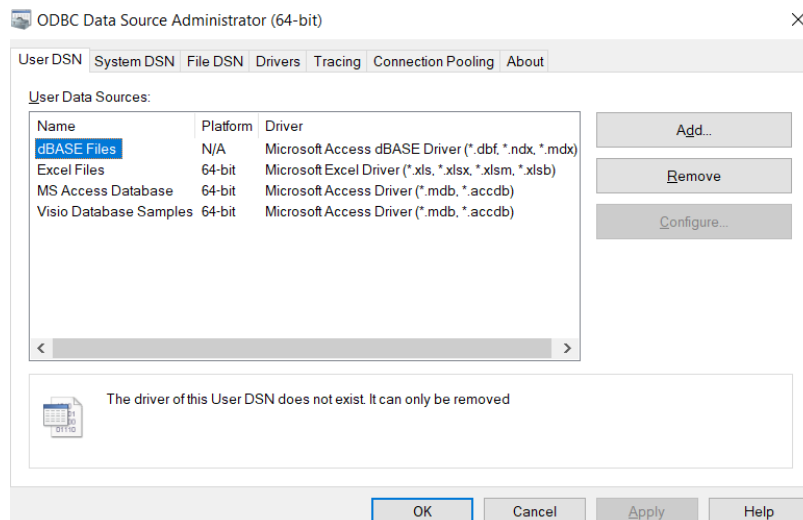 ODBC Data Source Administrator (64-bit)
User DSN System DSN File DSN Drivers Tracing Connection Pooling About
User Data Sources:
Name Platform Driver
dBASE Files N/A Microsoft Access dBASE Driver (*.dbf, *.ndx, *.mdx)
Excel Files 64-bit Microsoft Excel Driver (*.xls, *.xlsx, *.xlsm, *.xlsb)
MS Access Database 64-bit Microsoft Access Driver (*.mdb, *.accdb)
Visio Database Samples 64-bit Microsoft Access Driver (*.mdb, *.accdb)
Add...
Remove
Configure...
The driver of this User DSN does not exist. It can only be removed
OK Cancel Apply Help